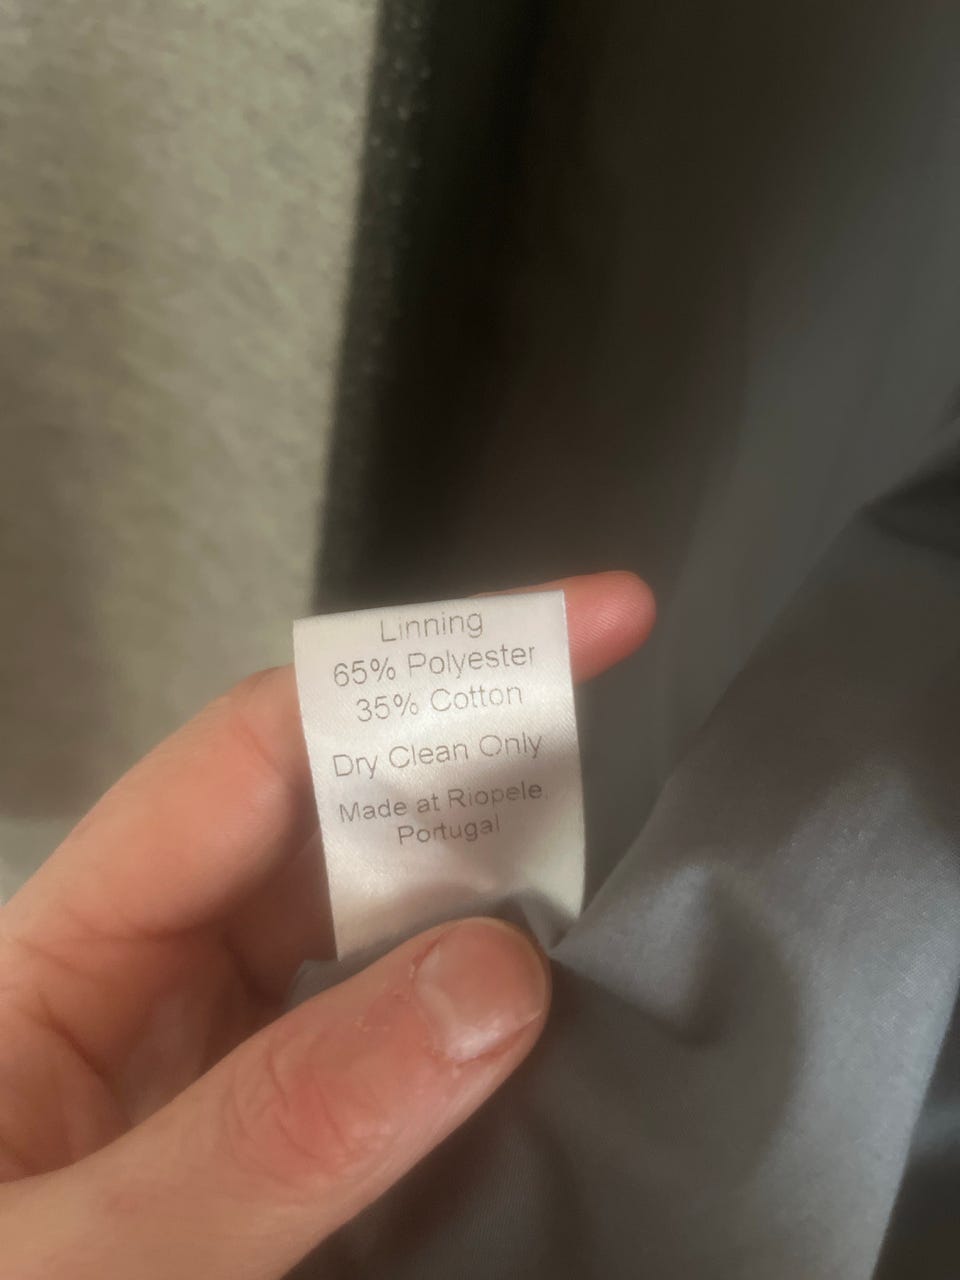 Linning
65% Polyester
35% Cotton
Dry Clean Only
Made at Riopele,
Portugal